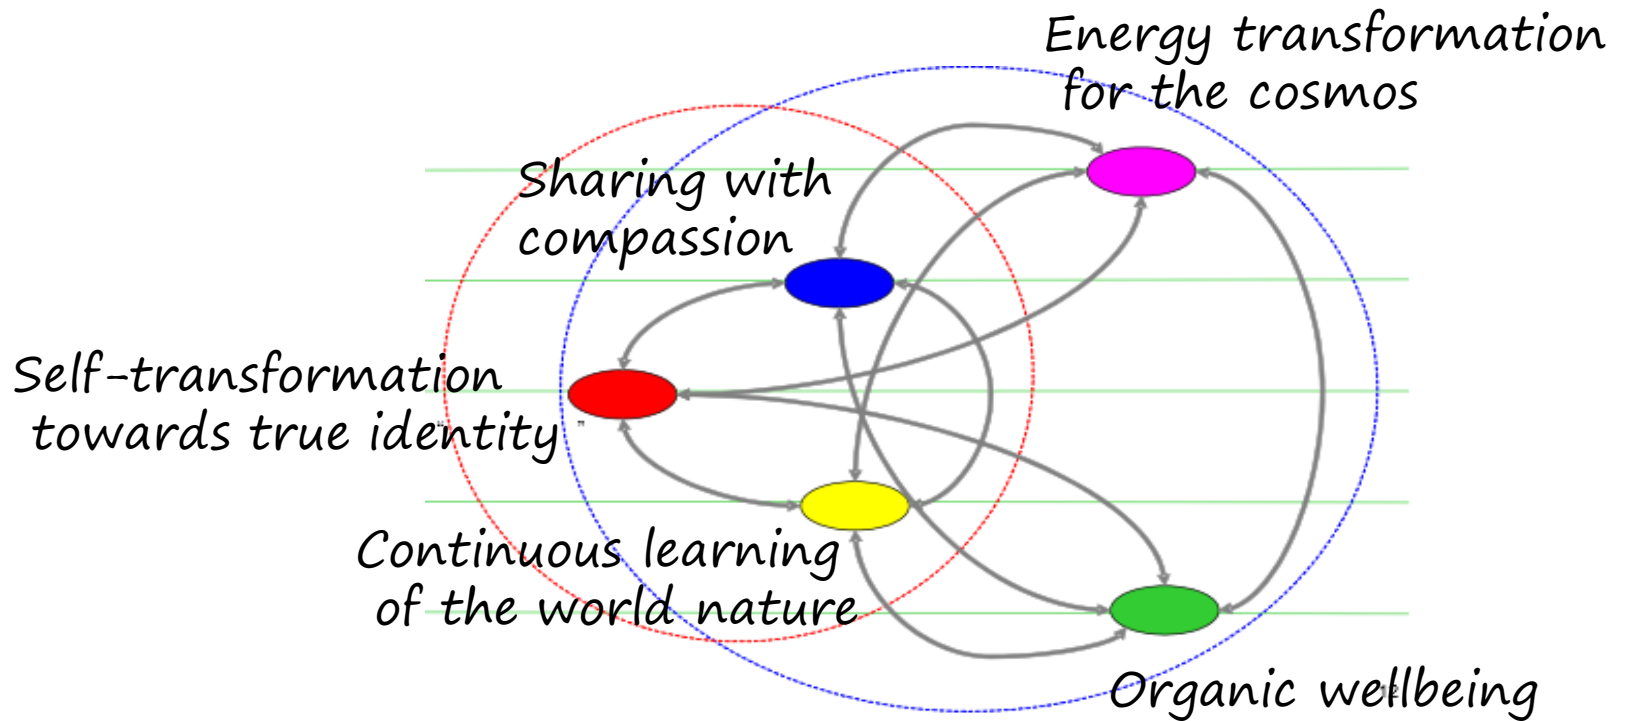 Energy transformation
for the cosmos
Sharing with
compassion
Self-transformation
towards true identity
" "
Continuous learning
of the world nature
Organic wellbeing
12